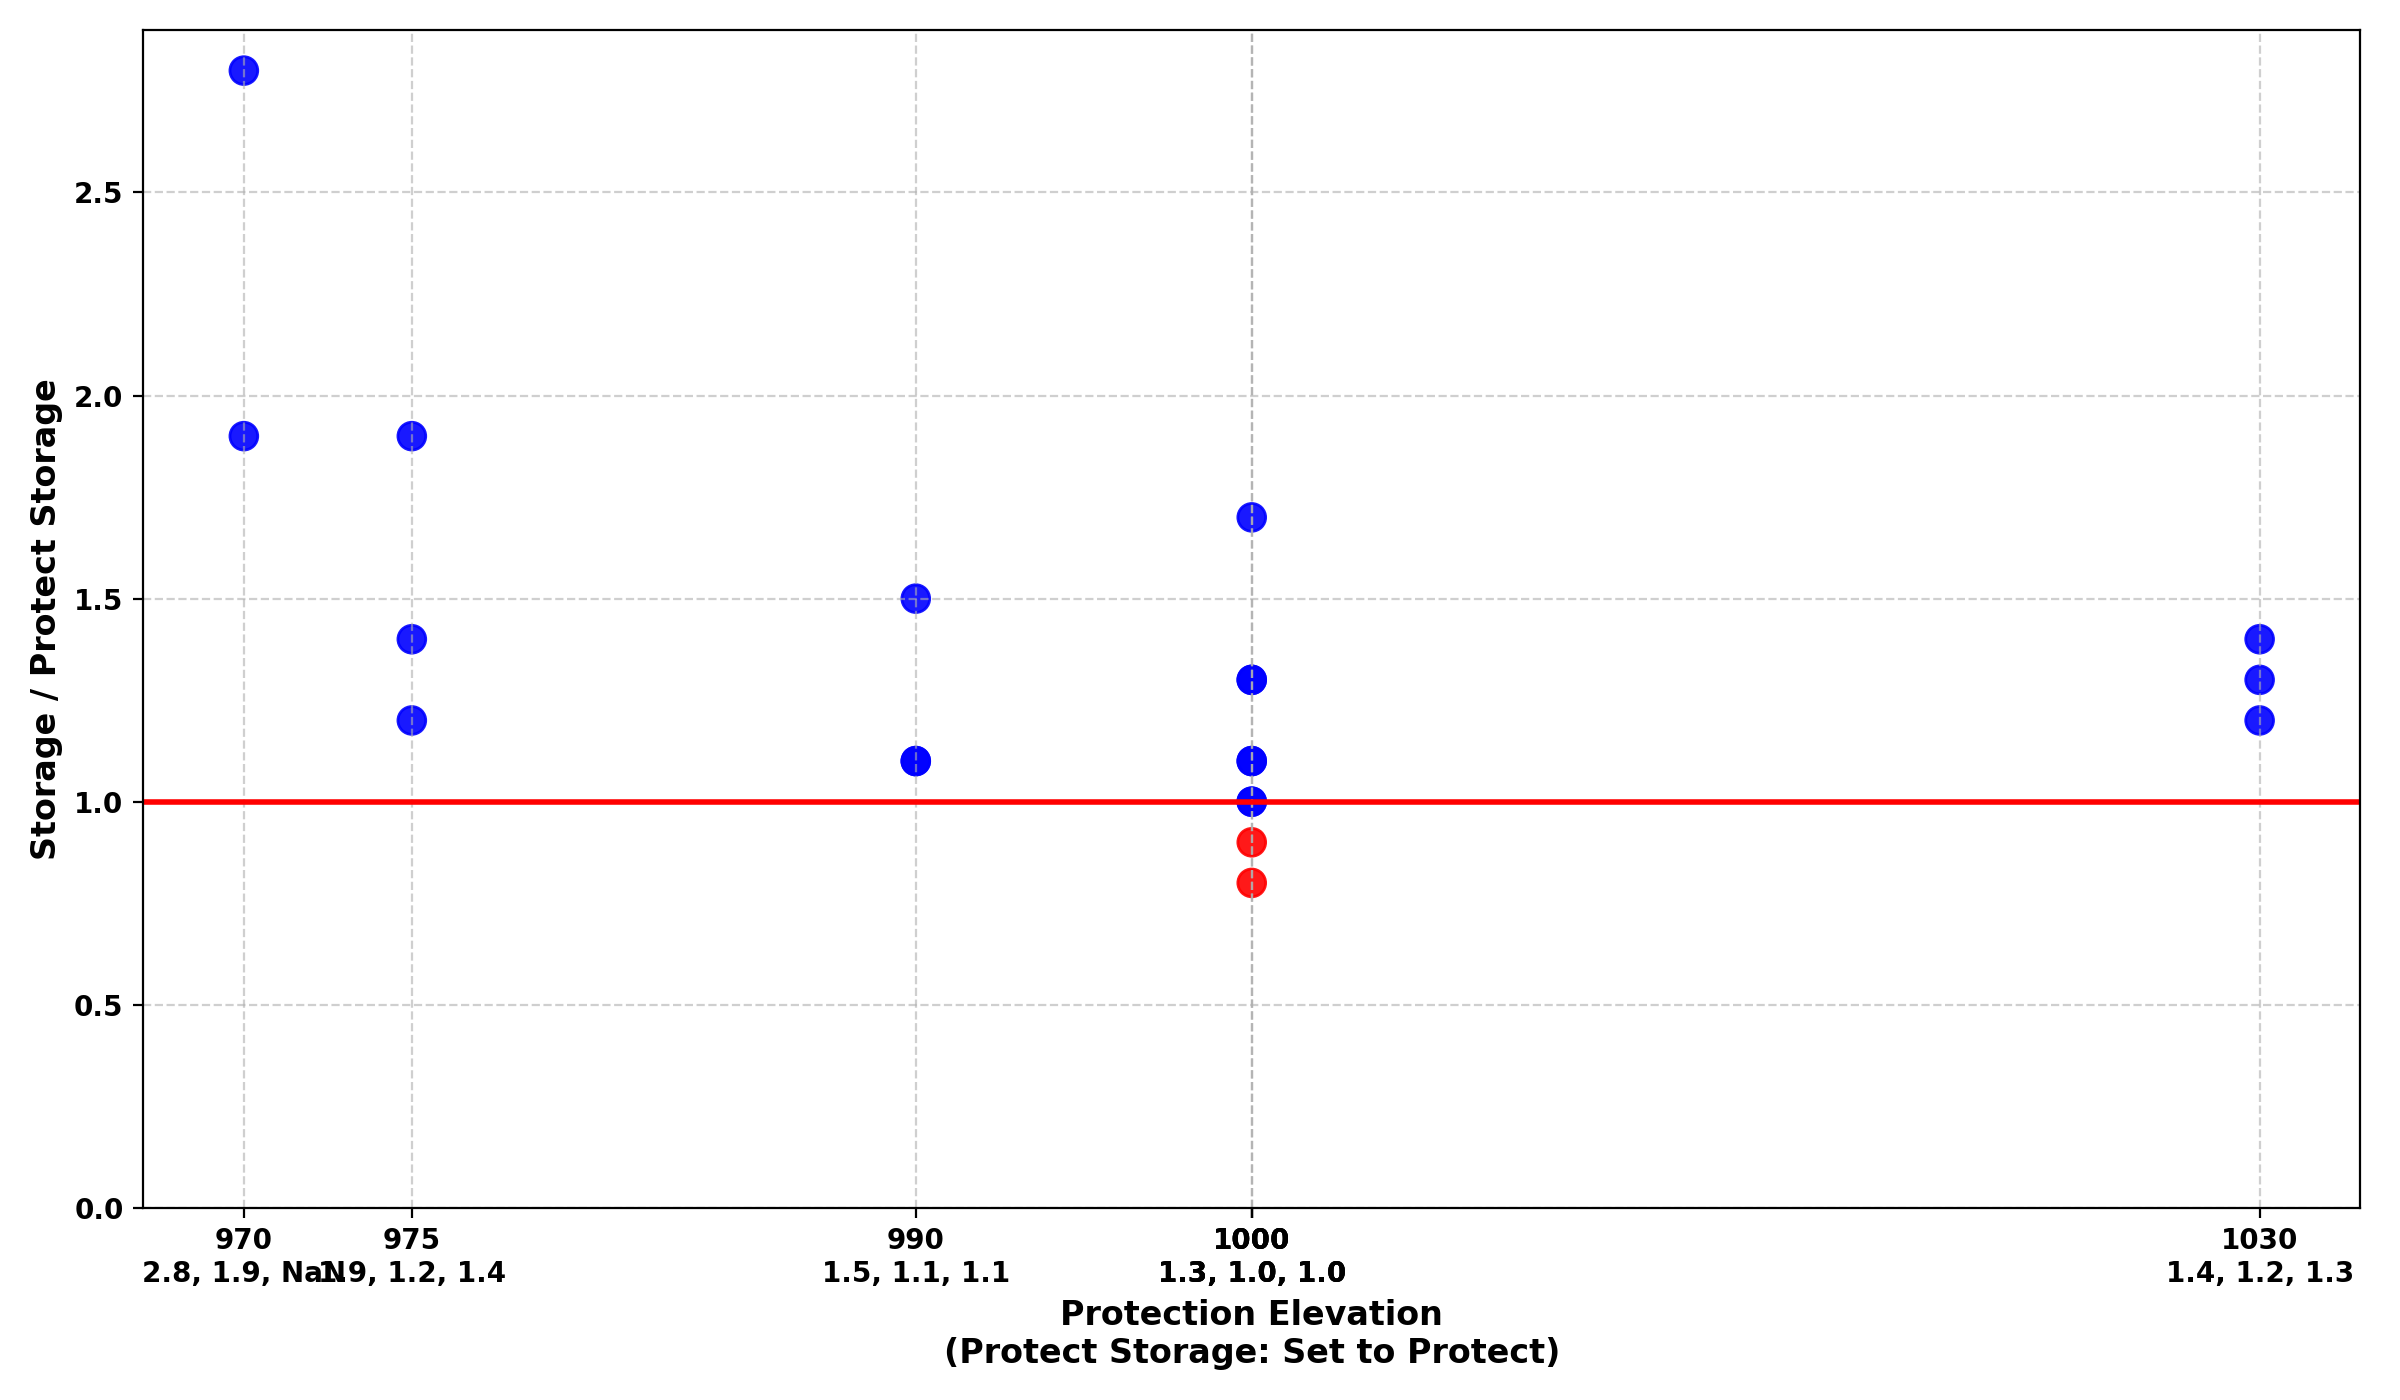 Storage / Protect Storage
2.5
2.0
1.5
1.0
0.5
0.0
970 975 990 1000 1030
2.8, 1.9, NaN 1.9, 1.2, 1.4 1.5, 1.1, 1.1 1.3, 1.0, 1.0 1.4, 1.2, 1.3
Protection Elevation
(Protect Storage: Set to Protect)